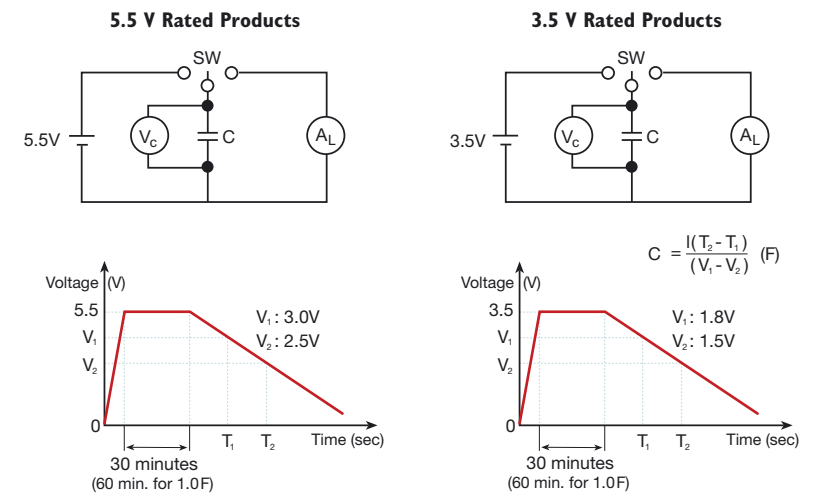 5.5 V Rated Products
SW
5.5V
Vc
C
AL
Voltage (V)
5.5
V₁
V₂
0
V₁: 3.0V
V₂: 2.5V
T₁
T₂
Time (sec)
30 minutes
(60 min. for 1.0F)
3.5 V Rated Products
SW
3.5V
Vc
C
AL
C = I(T₂-T₁) / (V₁-V₂) (F)
Voltage (V)
3.5
V₁
V₂
0
V₁: 1.8V
V₂: 1.5V
T₁
T₂
Time (sec)
30 minutes
(60 min. for 1.0F)